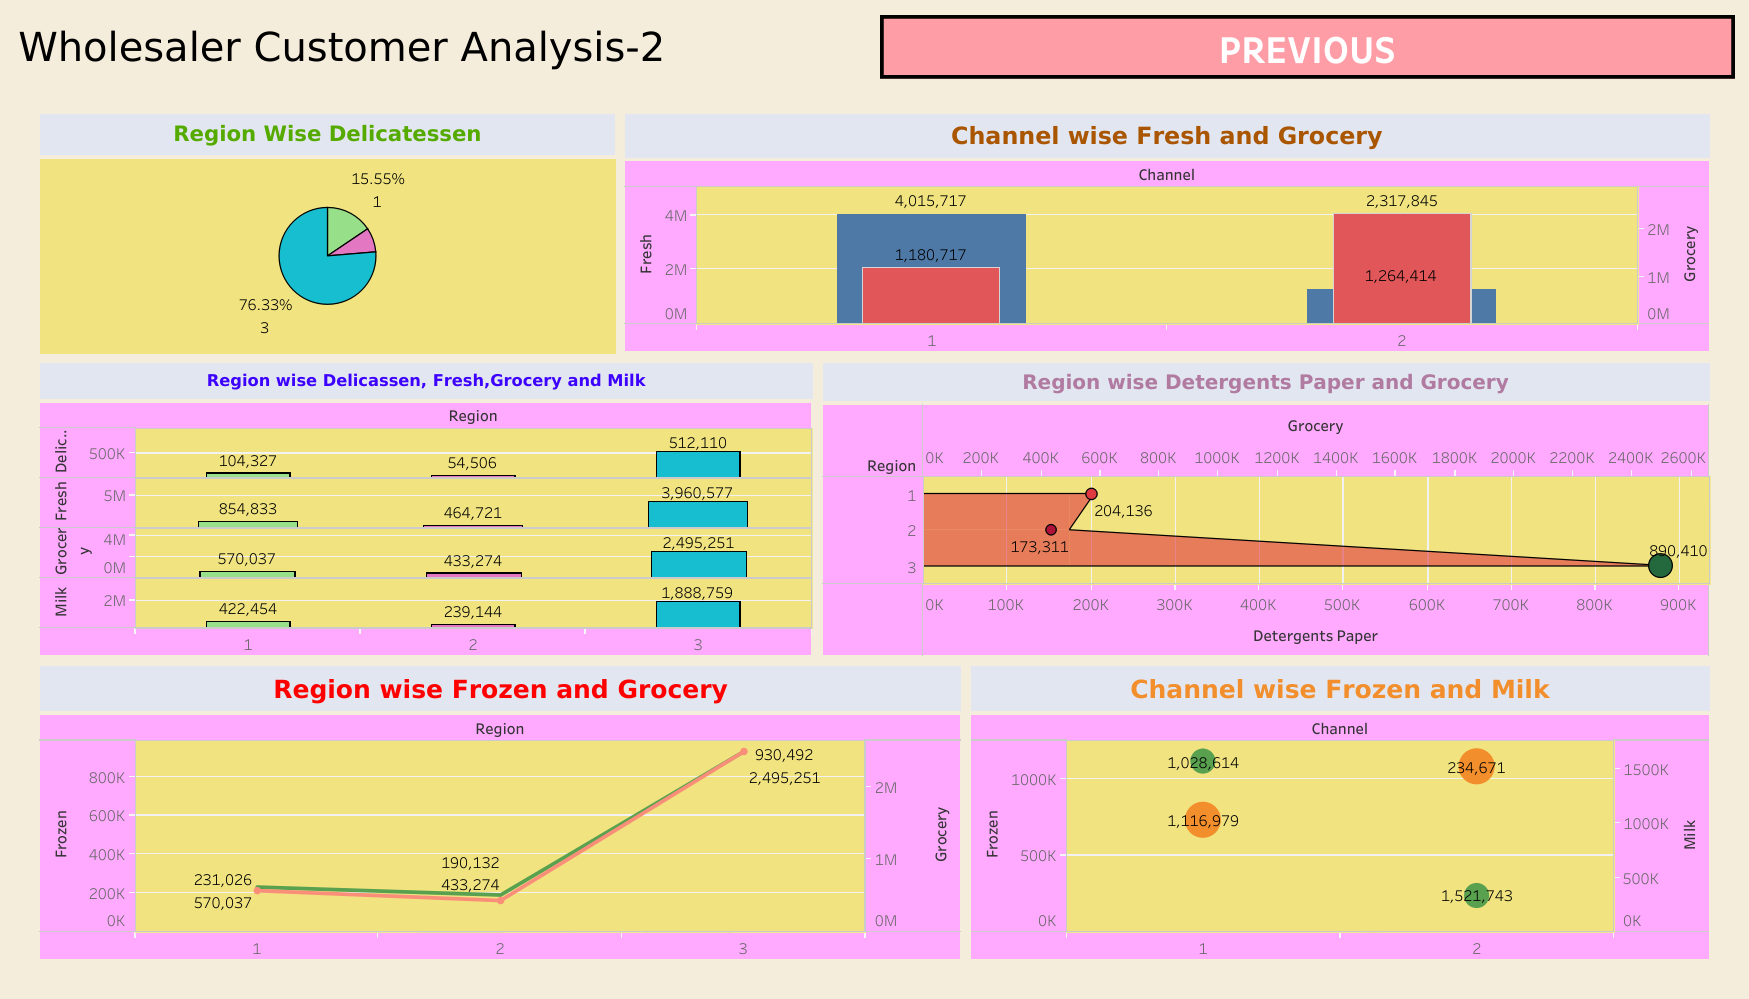 Wholesaler Customer Analysis-2
PREVIOUS
Region Wise Delicatessen
15.55%
1
76.33%
3
Channel wise Fresh and Grocery
Channel
4,015,717
2,317,845
1,180,717
1,264,414
Fresh
4M
2M
0M
Grocery
2M
1M
0M
1
2
Region wise Delicassen, Fresh,Grocery and Milk
Region
Delic..
500K
104,327
54,506
512,110
Fresh
5M
854,833
464,721
3,960,577
Grocer
y
4M
0M
570,037
433,274
2,495,251
Milk
2M
422,454
239,144
1,888,759
1
2
3
Region wise Detergents Paper and Grocery
Grocery
Region
0K 200K 400K 600K 800K 1000K 1200K 1400K 1600K 1800K 2000K 2200K 2400K 2600K
1
2
3
204,136
173,311
890,410
0K 100K 200K 300K 400K 500K 600K 700K 800K 900K
Detergents Paper
Region wise Frozen and Grocery
Region
Frozen
800K
600K
400K
200K
0K
930,492
2,495,251
190,132
433,274
231,026
570,037
Grocery
2M
1M
0M
1
2
3
Channel wise Frozen and Milk
Channel
Frozen
1000K
500K
0K
1,028,614
234,671
1,116,979
1,521,743
Milk
1500K
1000K
500K
0K
1
2